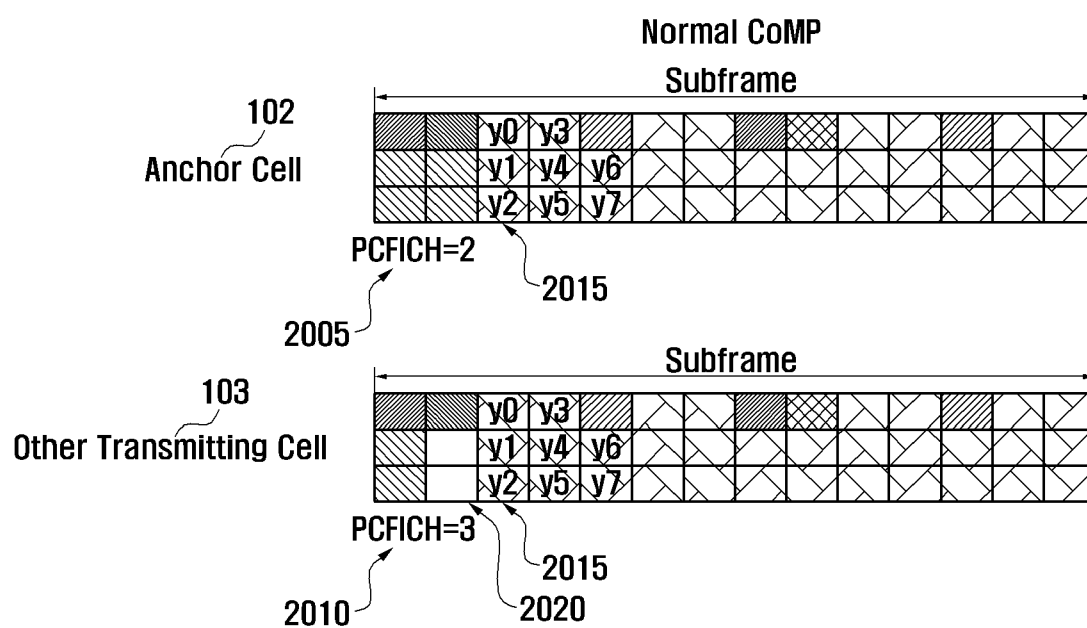 Normal CoMP
Subframe
102
Anchor Cell
y0 y3
y1 y4 y6
y2 y5 y7
PCFICH=2
2015
2005
Subframe
103
Other Transmitting Cell
y0 y3
y1 y4 y6
y2 y5 y7
PCFICH=3
2015
2010
2020